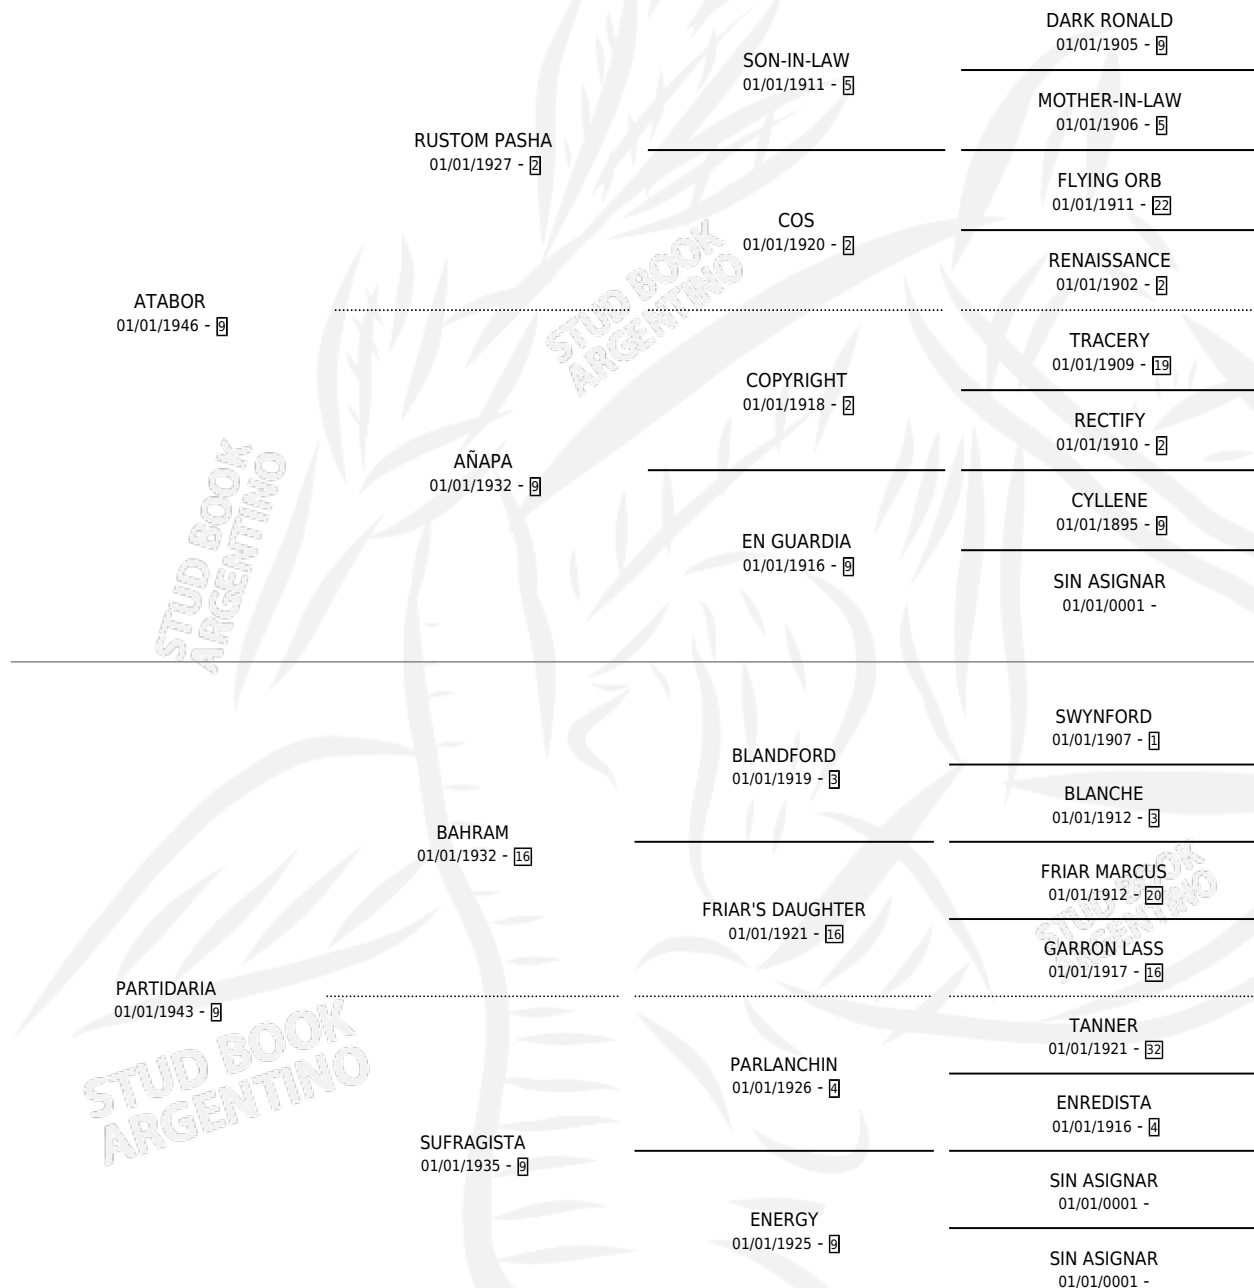 DARK RONALD
01/01/1905 - 9
SON-IN-LAW
01/01/1911 - 5
MOTHER-IN-LAW
01/01/1906 - 5
RUSTOM PASHA
01/01/1927 - 2
FLYING ORB
01/01/1911 - 22
COS
01/01/1920 - 2
RENAISSANCE
01/01/1902 - 2
ATABOR
01/01/1946 - 9
TRACERY
01/01/1909 - 19
COPYRIGHT
01/01/1918 - 2
RECTIFY
01/01/1910 - 2
AÑAPA
01/01/1932 - 9
CYLLENE
01/01/1895 - 9
EN GUARDIA
01/01/1916 - 9
SIN ASIGNAR
01/01/0001 -
SWYNFORD
01/01/1907 - 1
BLANDFORD
01/01/1919 - 3
BLANCHE
01/01/1912 - 3
BAHRAM
01/01/1932 - 16
FRIAR MARCUS
01/01/1912 - 20
FRIAR'S DAUGHTER
01/01/1921 - 16
GARRON LASS
01/01/1917 - 16
PARTIDARIA
01/01/1943 - 9
TANNER
01/01/1921 - 32
PARLANCHIN
01/01/1926 - 4
ENREDISTA
01/01/1916 - 4
SUFRAGISTA
01/01/1935 - 9
SIN ASIGNAR
01/01/0001 -
ENERGY
01/01/1925 - 9
SIN ASIGNAR
01/01/0001 -
STUD BOOK
ARGENTINO
STUD BOOK
ARGENTINO
STUD BOOK
ARGENTINO
STUD BOOK
ARGENTINO